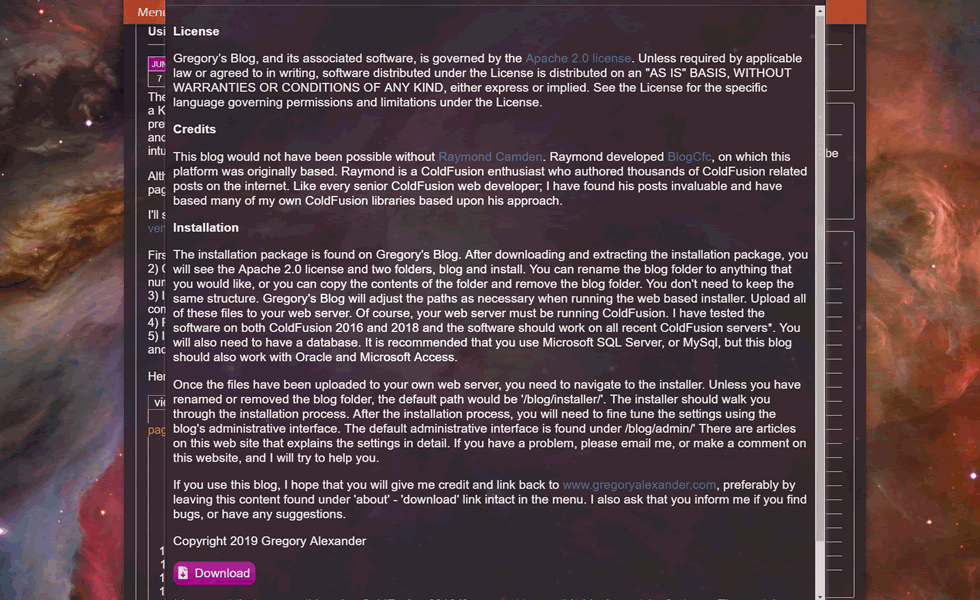 Menu
License
Gregory's Blog, and its associated software, is governed by the Apache 2.0 license. Unless required by applicable
law or agreed to in writing, software distributed under the License is distributed on an "AS IS" BASIS, WITHOUT
WARRANTIES OR CONDITIONS OF ANY KIND, either express or implied. See the License for the specific
language governing permissions and limitations under the License.
Credits
This blog would not have been possible without Raymond Camden. Raymond developed BlogCfc, on which this
platform was originally based. Raymond is a ColdFusion enthusiast who authored thousands of ColdFusion related
posts on the internet. Like every senior ColdFusion web developer; I have found his posts invaluable and have
based many of my own ColdFusion libraries based upon his approach.
Installation
The installation package is found on Gregory's Blog. After downloading and extracting the installation package, you
will see the Apache 2.0 license and two folders, blog and install. You can rename the blog folder to anything that
you would like, or you can copy the contents of the folder and remove the blog folder. You don't need to keep the
same structure. Gregory's Blog will adjust the paths as necessary when running the web based installer. Upload all
of these files to your web server. Of course, your web server must be running ColdFusion. I have tested the
software on both ColdFusion 2016 and 2018 and the software should work on all recent ColdFusion servers*. You
will also need to have a database. It is recommended that you use Microsoft SQL Server, or MySql, but this blog
should also work with Oracle and Microsoft Access.
Once the files have been uploaded to your own web server, you need to navigate to the installer. Unless you have
renamed or removed the blog folder, the default path would be '/blog/installer/'. The installer should walk you
through the installation process. After the installation process, you will need to fine tune the settings using the
blog's administrative interface. The default administrative interface is found under /blog/admin/' There are articles
on this web site that explains the settings in detail. If you have a problem, please email me, or make a comment on
this website, and I will try to help you.
If you use this blog, I hope that you will give me credit and link back to www.gregoryalexander.com, preferably by
leaving this content found under 'about' - 'download' link intact in the menu. I also ask that you inform me if you find
bugs, or have any suggestions.
Copyright 2019 Gregory Alexander
Download